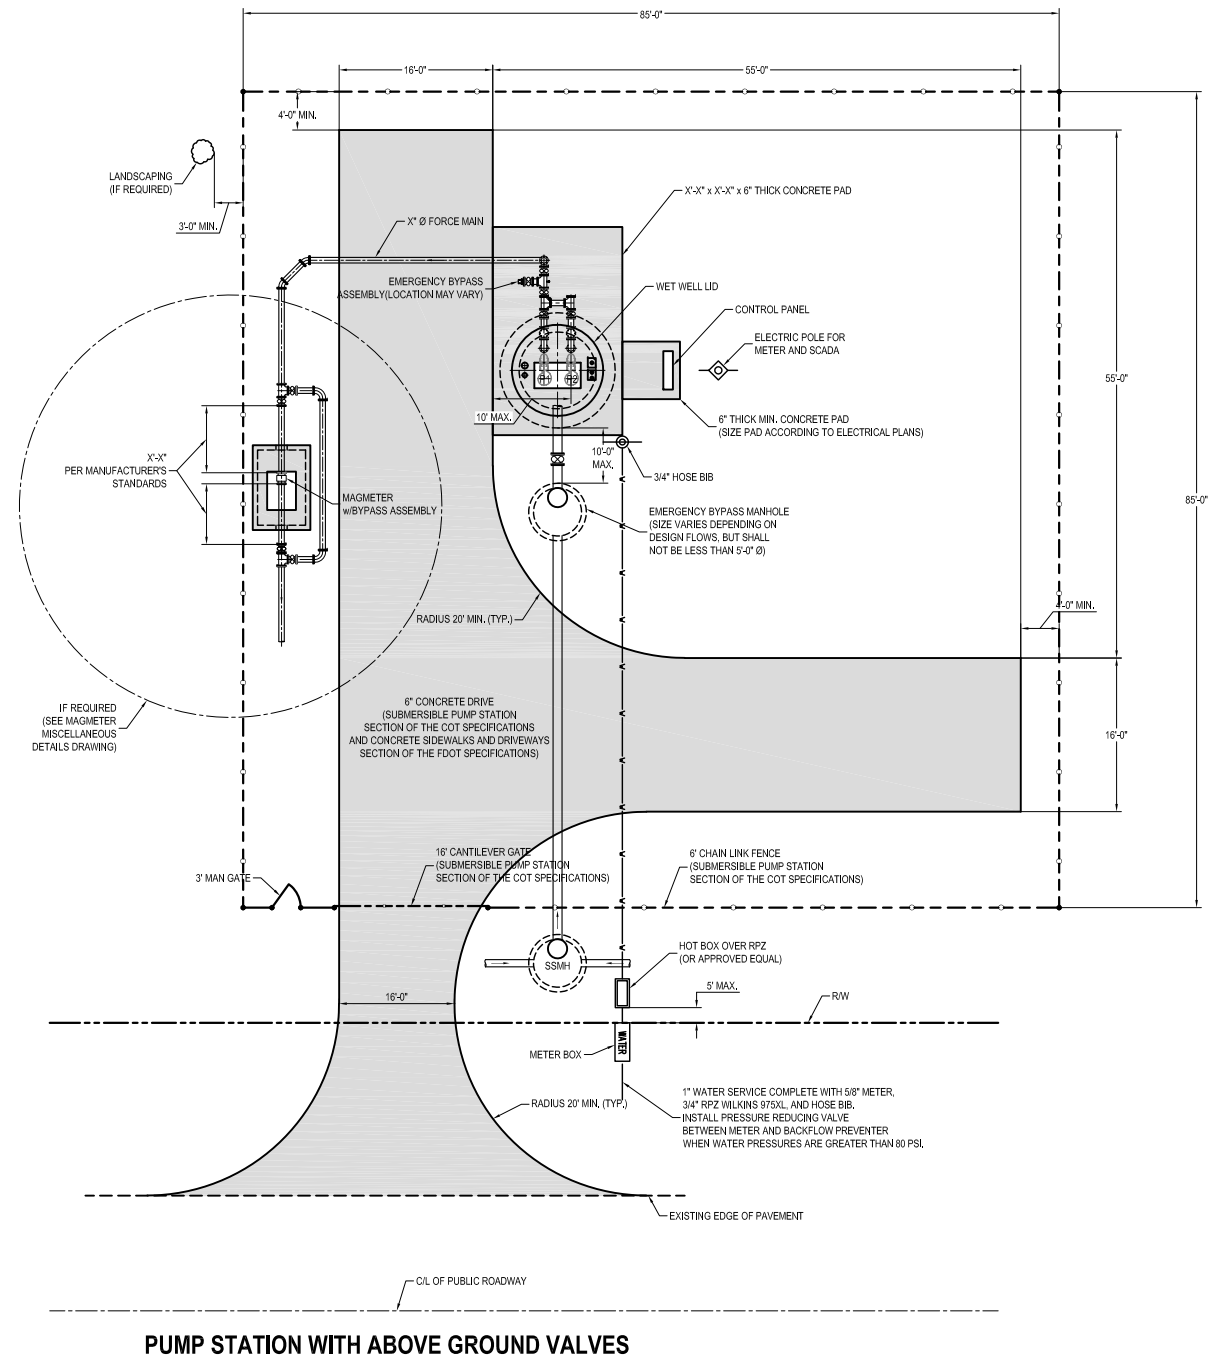 85'-0"
16'-0"
55'-0"
4'-0" MIN.
LANDSCAPING
(IF REQUIRED)
3'-0" MIN.
X'-X" x X'-X" x 6" THICK CONCRETE PAD
X" Ø FORCE MAIN
EMERGENCY BYPASS
ASSEMBLY(LOCATION MAY VARY)
WET WELL LID
CONTROL PANEL
ELECTRIC POLE FOR
METER AND SCADA
55'-0"
10' MAX.
6" THICK MIN. CONCRETE PAD
(SIZE PAD ACCORDING TO ELECTRICAL PLANS)
10'-0"
MAX.
3/4" HOSE BIB
X'-X"
PER MANUFACTURER'S
STANDARDS
MAGMETER
w/BYPASS ASSEMBLY
85'-0"
EMERGENCY BYPASS MANHOLE
(SIZE VARIES DEPENDING ON
DESIGN FLOWS, BUT SHALL
NOT BE LESS THAN 5'-0" Ø)
W
W
W
W
W
W
W
W
W
W
W
RADIUS 20' MIN. (TYP.)
4'-0" MIN.
IF REQUIRED
(SEE MAGMETER
MISCELLANEOUS
DETAILS DRAWING)
6" CONCRETE DRIVE
(SUBMERSIBLE PUMP STATION
SECTION OF THE COT SPECIFICATIONS
AND CONCRETE SIDEWALKS AND DRIVEWAYS
SECTION OF THE FDOT SPECIFICATIONS)
16'-0"
16' CANTILEVER GATE
(SUBMERSIBLE PUMP STATION
SECTION OF THE COT SPECIFICATIONS)
6' CHAIN LINK FENCE
(SUBMERSIBLE PUMP STATION
SECTION OF THE COT SPECIFICATIONS)
3' MAN GATE
SSMH
HOT BOX OVER RPZ
(OR APPROVED EQUAL)
5' MAX.
16'-0"
R/W
METER BOX
WATER
RADIUS 20' MIN. (TYP.)
1" WATER SERVICE COMPLETE WITH 5/8" METER,
3/4" RPZ WILKINS 975XL, AND HOSE BIB.
INSTALL PRESSURE REDUCING VALVE
BETWEEN METER AND BACKFLOW PREVENTER
WHEN WATER PRESSURES ARE GREATER THAN 80 PSI.
EXISTING EDGE OF PAVEMENT
C/L OF PUBLIC ROADWAY
PUMP STATION WITH ABOVE GROUND VALVES